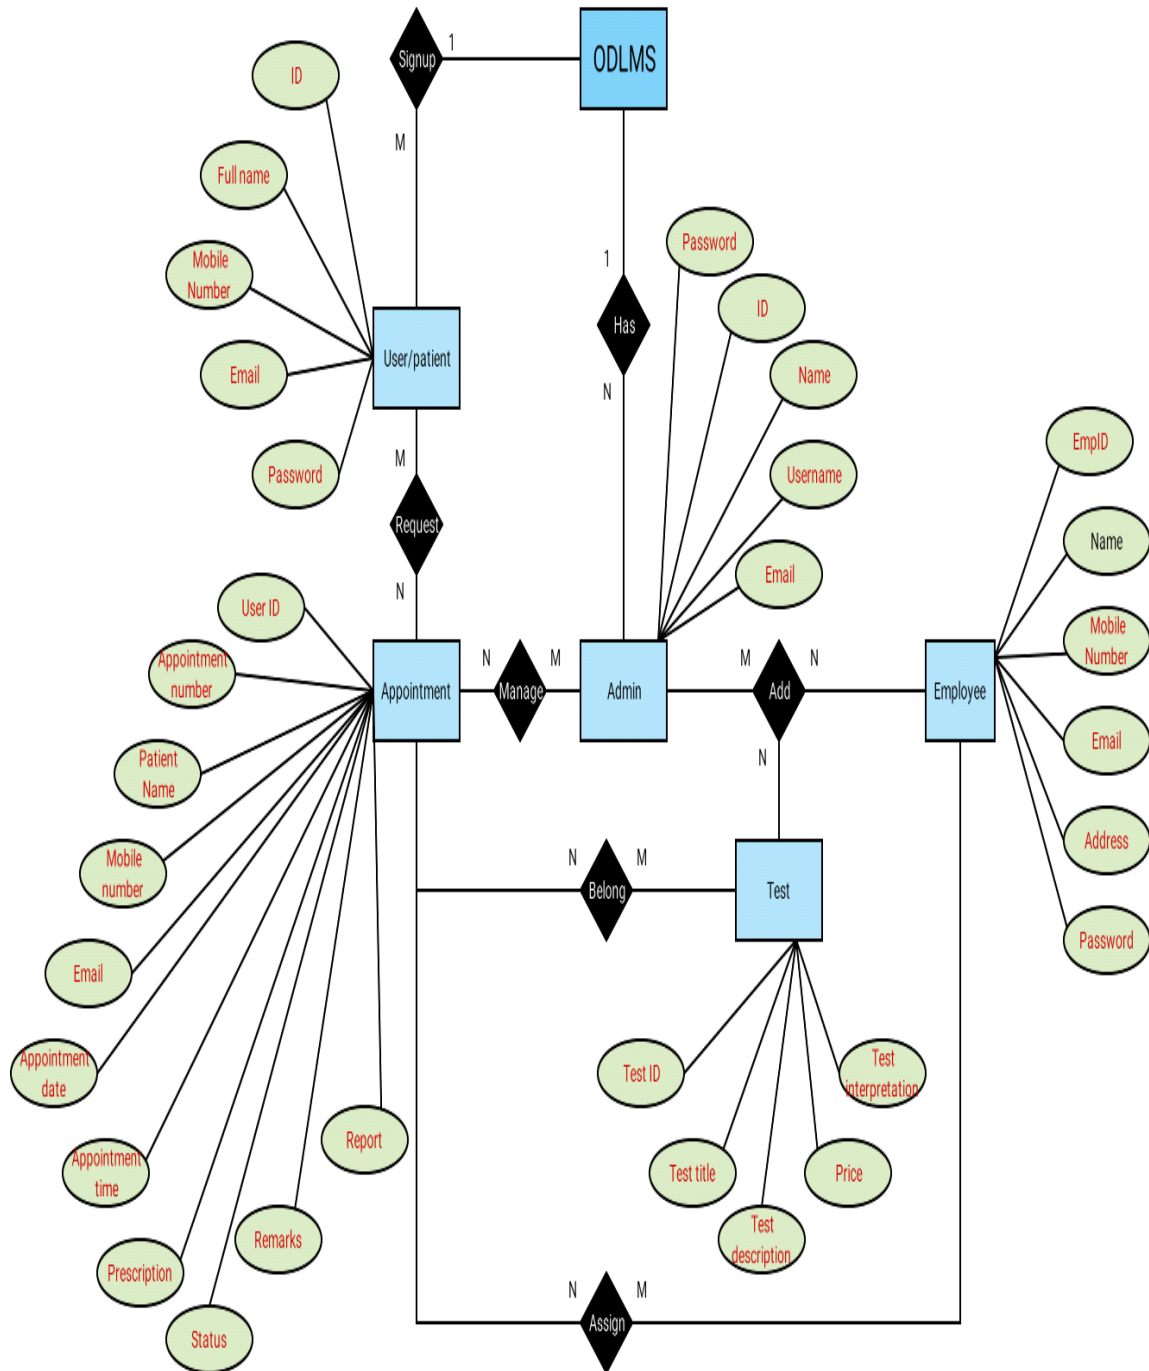 Signup
1
ODLMS
ID
M
Full name
Password
Mobile
Number
1
ID
Has
User/patient
Email
Name
N
EmpID
M
Password
Username
Request
Name
Email
N
User ID
Mobile
Number
Appointment
number
Appointment
N
Manage
M
Admin
M
Add
N
Employee
Patient
Name
N
Email
Mobile
number
N
M
Belong
Test
Address
Password
Email
Appointment
date
Test ID
Test
interpretation
Report
Appointment
time
Test title
Price
Remarks
Test
description
Prescription
N
M
Status
Assign